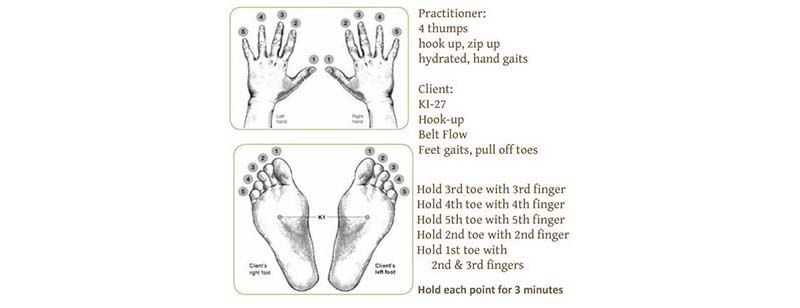 5
4
3
2
1
1
2
3
4
5
Left
hand
Right
hand
1
2
3
4
5
1
2
3
4
5
K1
Client's
right foot
Client's
left foot
Practitioner:
4 thumps
hook up, zip up
hydrated, hand gaits
Client:
KI-27
Hook-up
Belt Flow
Feet gaits, pull off toes
Hold 3rd toe with 3rd finger
Hold 4th toe with 4th finger
Hold 5th toe with 5th finger
Hold 2nd toe with 2nd finger
Hold 1st toe with
2nd & 3rd fingers
Hold each point for 3 minutes